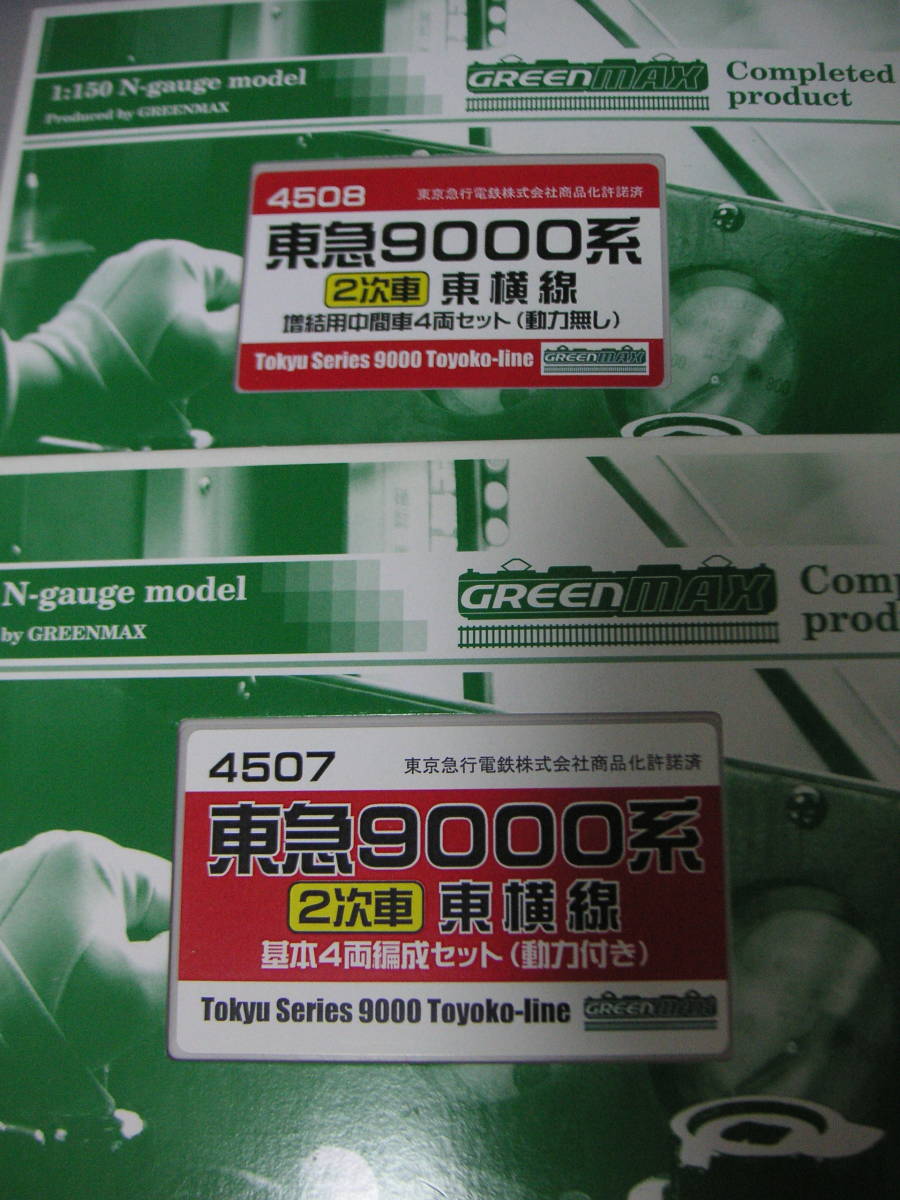 1:150 N-gauge model
Produced by GREENMAX
GREENMAX
Completed
product
4508
東京急行電鉄株式会社商品化許諾済
東急9000系
2次車 東横線
増結用中間車4両セット(動力無し)
Tokyu Series 9000 Toyoko-line GREENMAX
N-gauge model
by GREENMAX
GREENMAX
Comp
prod
4507
東京急行電鉄株式会社商品化許諾済
東急9000系
2次車 東横線
基本4両編成セット(動力付き)
Tokyu Series 9000 Toyoko-line GREENMAX